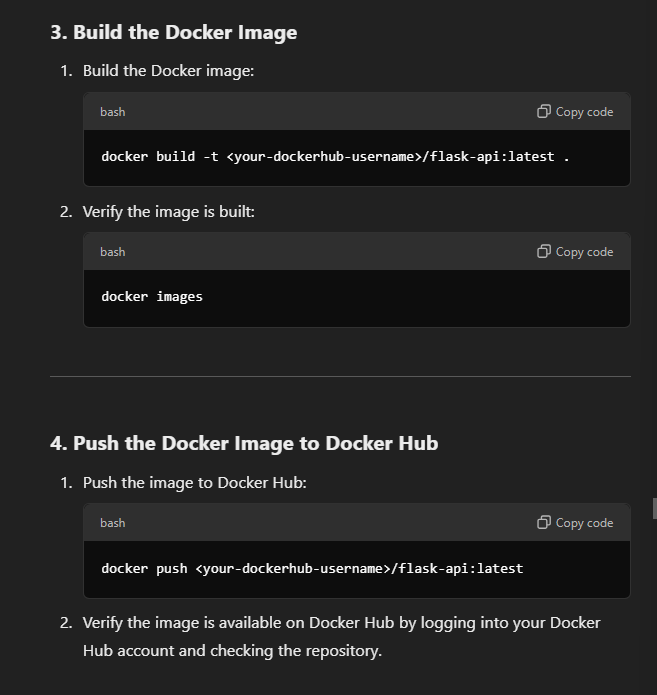 3. Build the Docker Image
1. Build the Docker image:
bash Copy code
docker build -t <your-dockerhub-username>/flask-api:latest .
2. Verify the image is built:
bash Copy code
docker images
4. Push the Docker Image to Docker Hub
1. Push the image to Docker Hub:
bash Copy code
docker push <your-dockerhub-username>/flask-api:latest
2. Verify the image is available on Docker Hub by logging into your Docker
Hub account and checking the repository.